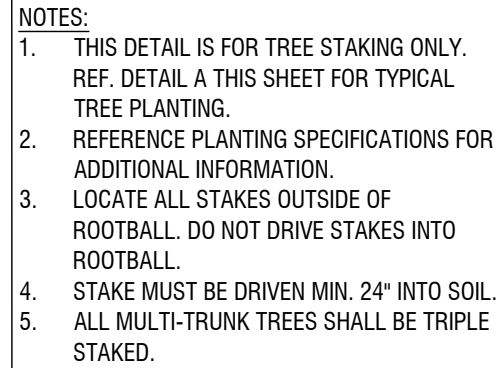 NOTES:
1. THIS DETAIL IS FOR TREE STAKING ONLY.
REF. DETAIL A THIS SHEET FOR TYPICAL
TREE PLANTING.
2. REFERENCE PLANTING SPECIFICATIONS FOR
ADDITIONAL INFORMATION.
3. LOCATE ALL STAKES OUTSIDE OF
ROOTBALL. DO NOT DRIVE STAKES INTO
ROOTBALL.
4. STAKE MUST BE DRIVEN MIN. 24" INTO SOIL.
5. ALL MULTI-TRUNK TREES SHALL BE TRIPLE
STAKED.